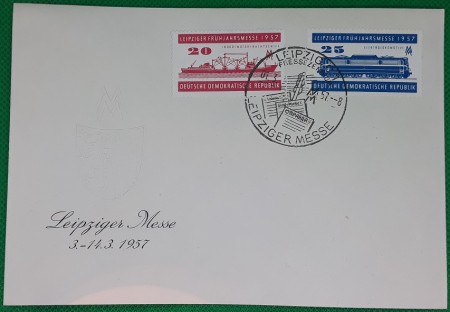 LEIPZIGER FRÜHJAHRSMESSE 1957
20
DEUTSCHE DEMOKRATISCHE REPUBLIK
LEIPZIGER FRÜHJAHRSMESSE 1957
25
DEUTSCHE DEMOKRATISCHE REPUBLIK
LEIPZIG
LEIPZIGER MESSE
Leipziger Messe
3.–14.3. 1957